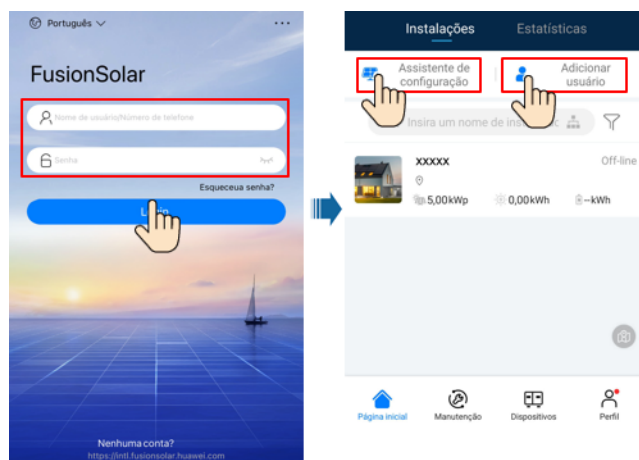 Português
FusionSolar
Nome de usuário/Número de telefone
Senha
Esqueceua senha?
Login
Nenhuma conta?
https://intl.fusionsolar.huawei.com
Instalações Estatísticas
Assistente de configuração
Adicionar usuário
Insira um nome de
xxxxx Off-line
5,00kWp 0,00kWh --kWh
Página inicial Manutenção Dispositivos Perfil